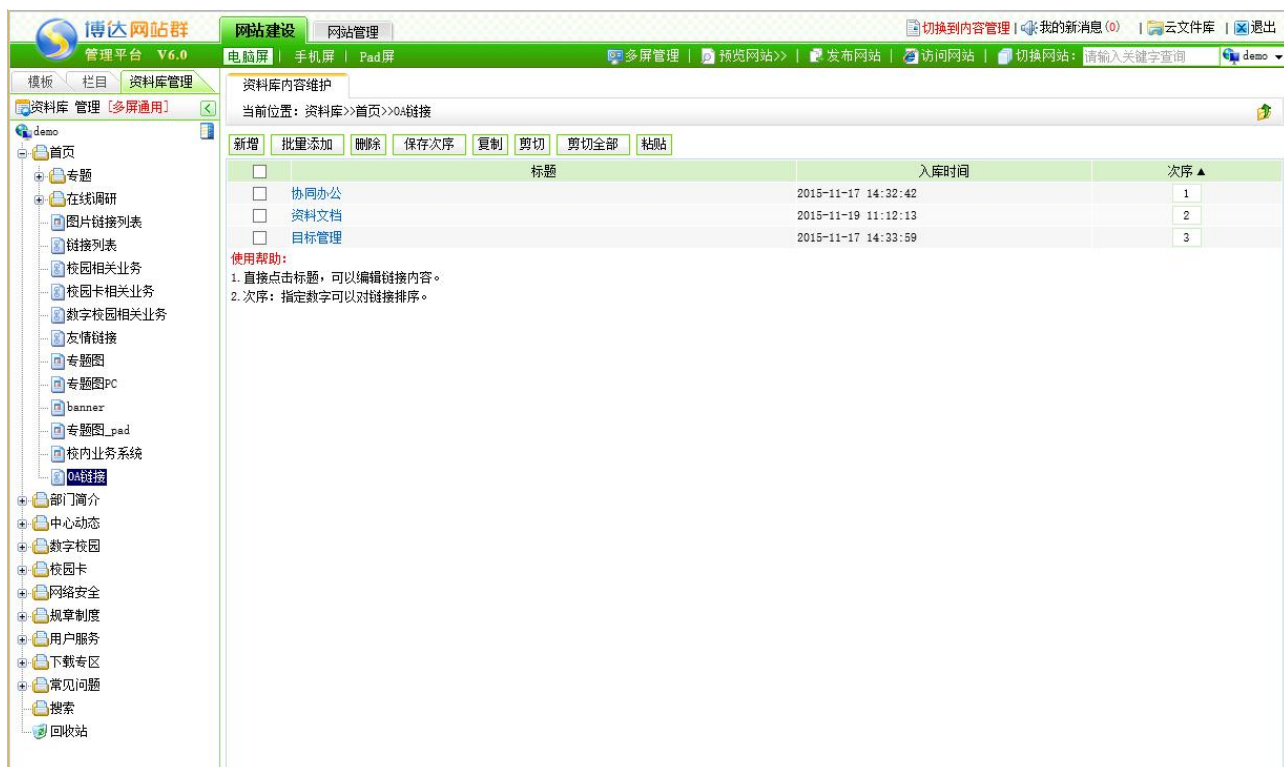 博达网站群
管理平台 V6.0
网站建设 网站管理
切换到内容管理 | 我的新消息(0) | 云文件库 | 退出
电脑屏 | 手机屏 | Pad屏
多屏管理 | 预览网站>> | 发布网站 | 访问网站 | 切换网站: 请输入关键字查询 demo
模板 栏目 资料库管理
资料库 管理 [多屏通用]
demo
首页
专题
在线调研
图片链接列表
链接列表
校园相关业务
校园卡相关业务
数字校园相关业务
友情链接
专题图
专题图PC
banner
专题图_pad
校内业务系统
OA链接
部门简介
中心动态
数字校园
校园卡
网络安全
规章制度
用户服务
下载专区
常见问题
搜索
回收站
资料库内容维护
当前位置: 资料库>>首页>>OA链接
新增 批量添加 删除 保存次序 复制 剪切 剪切全部 粘贴
标题 入库时间 次序▲
协同办公 2015-11-17 14:32:42 1
资料文档 2015-11-19 11:12:13 2
目标管理 2015-11-17 14:33:59 3
使用帮助:
1.直接点击标题，可以编辑链接内容。
2.次序: 指定数字可以对链接排序。